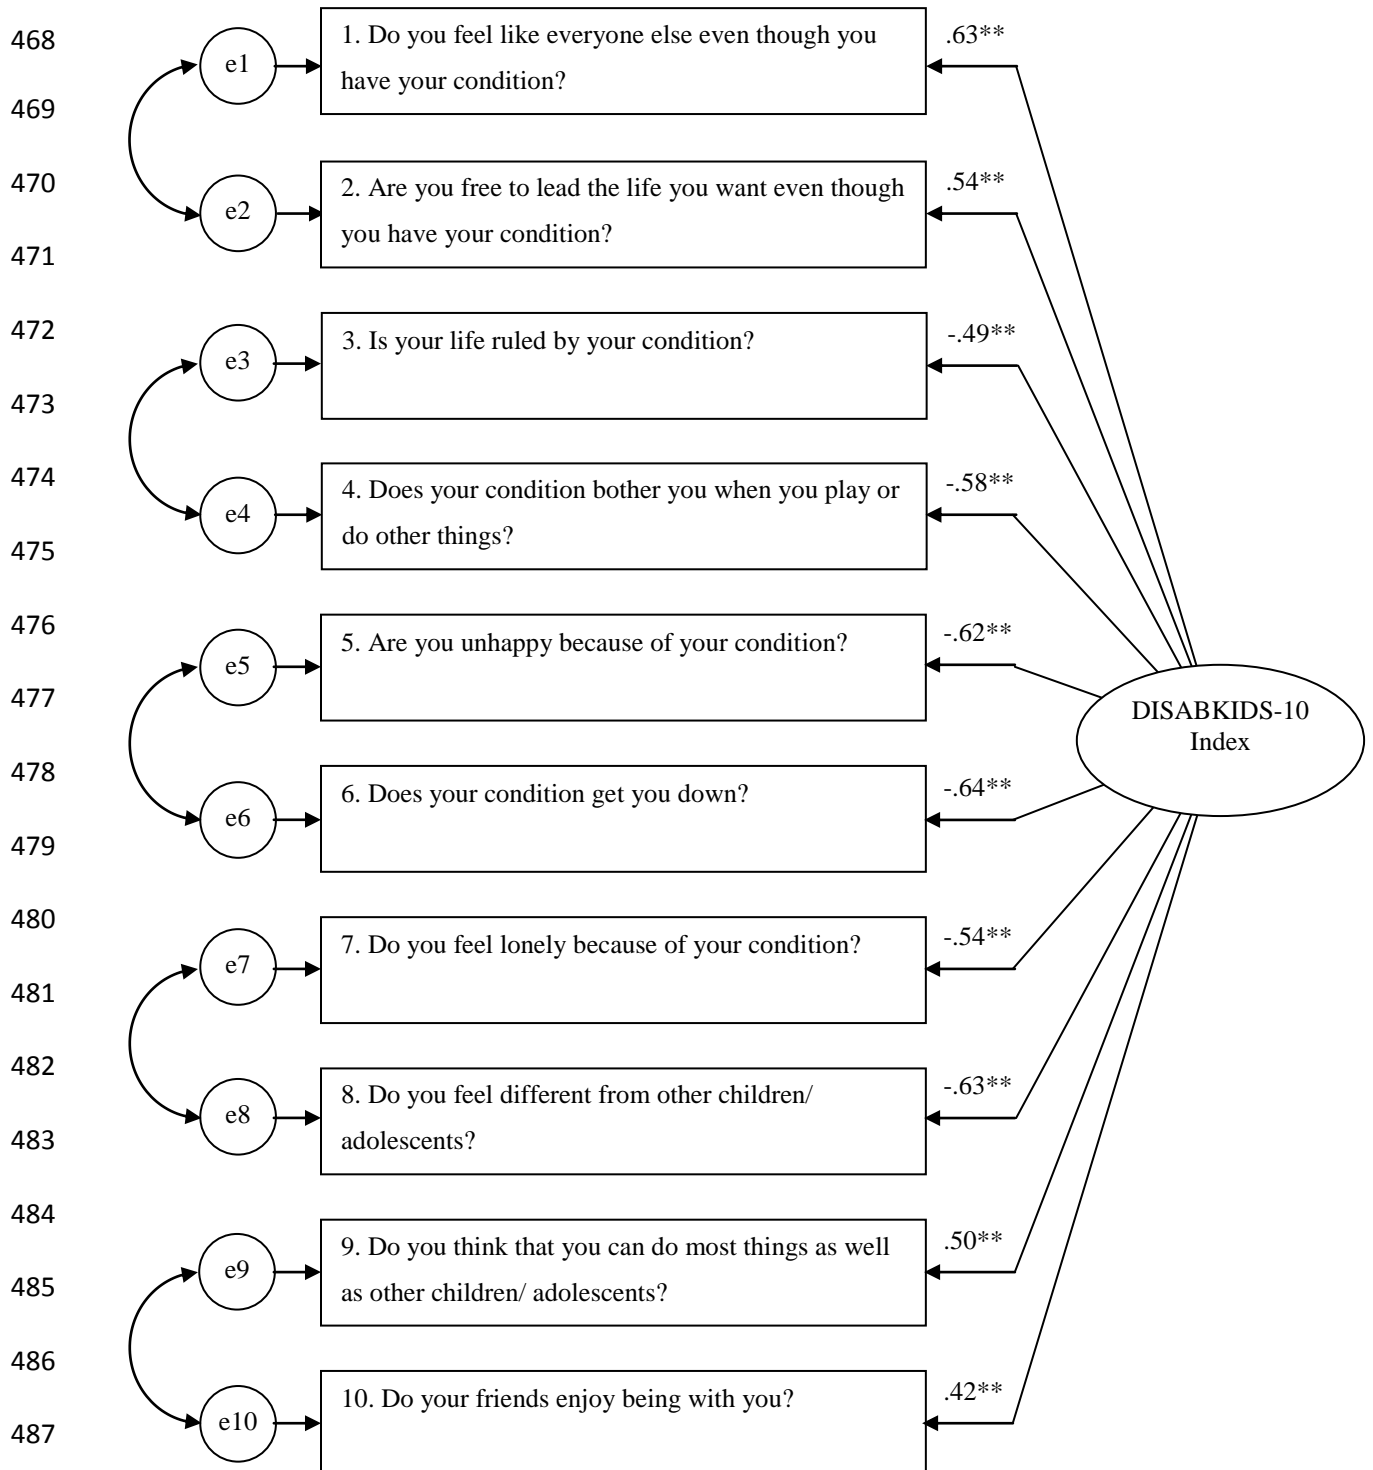 468
e1
1. Do you feel like everyone else even though you
have your condition?
.63**
469
470
e2
2. Are you free to lead the life you want even though
you have your condition?
.54**
471
472
e3
3. Is your life ruled by your condition?
-.49**
473
474
e4
4. Does your condition bother you when you play or
do other things?
-.58**
475
476
e5
5. Are you unhappy because of your condition?
-.62**
477
DISABKIDS-10
Index
478
e6
6. Does your condition get you down?
-.64**
479
480
e7
7. Do you feel lonely because of your condition?
-.54**
481
482
e8
8. Do you feel different from other children/
adolescents?
-.63**
483
484
e9
9. Do you think that you can do most things as well
as other children/ adolescents?
.50**
485
486
e10
10. Do your friends enjoy being with you?
.42**
487